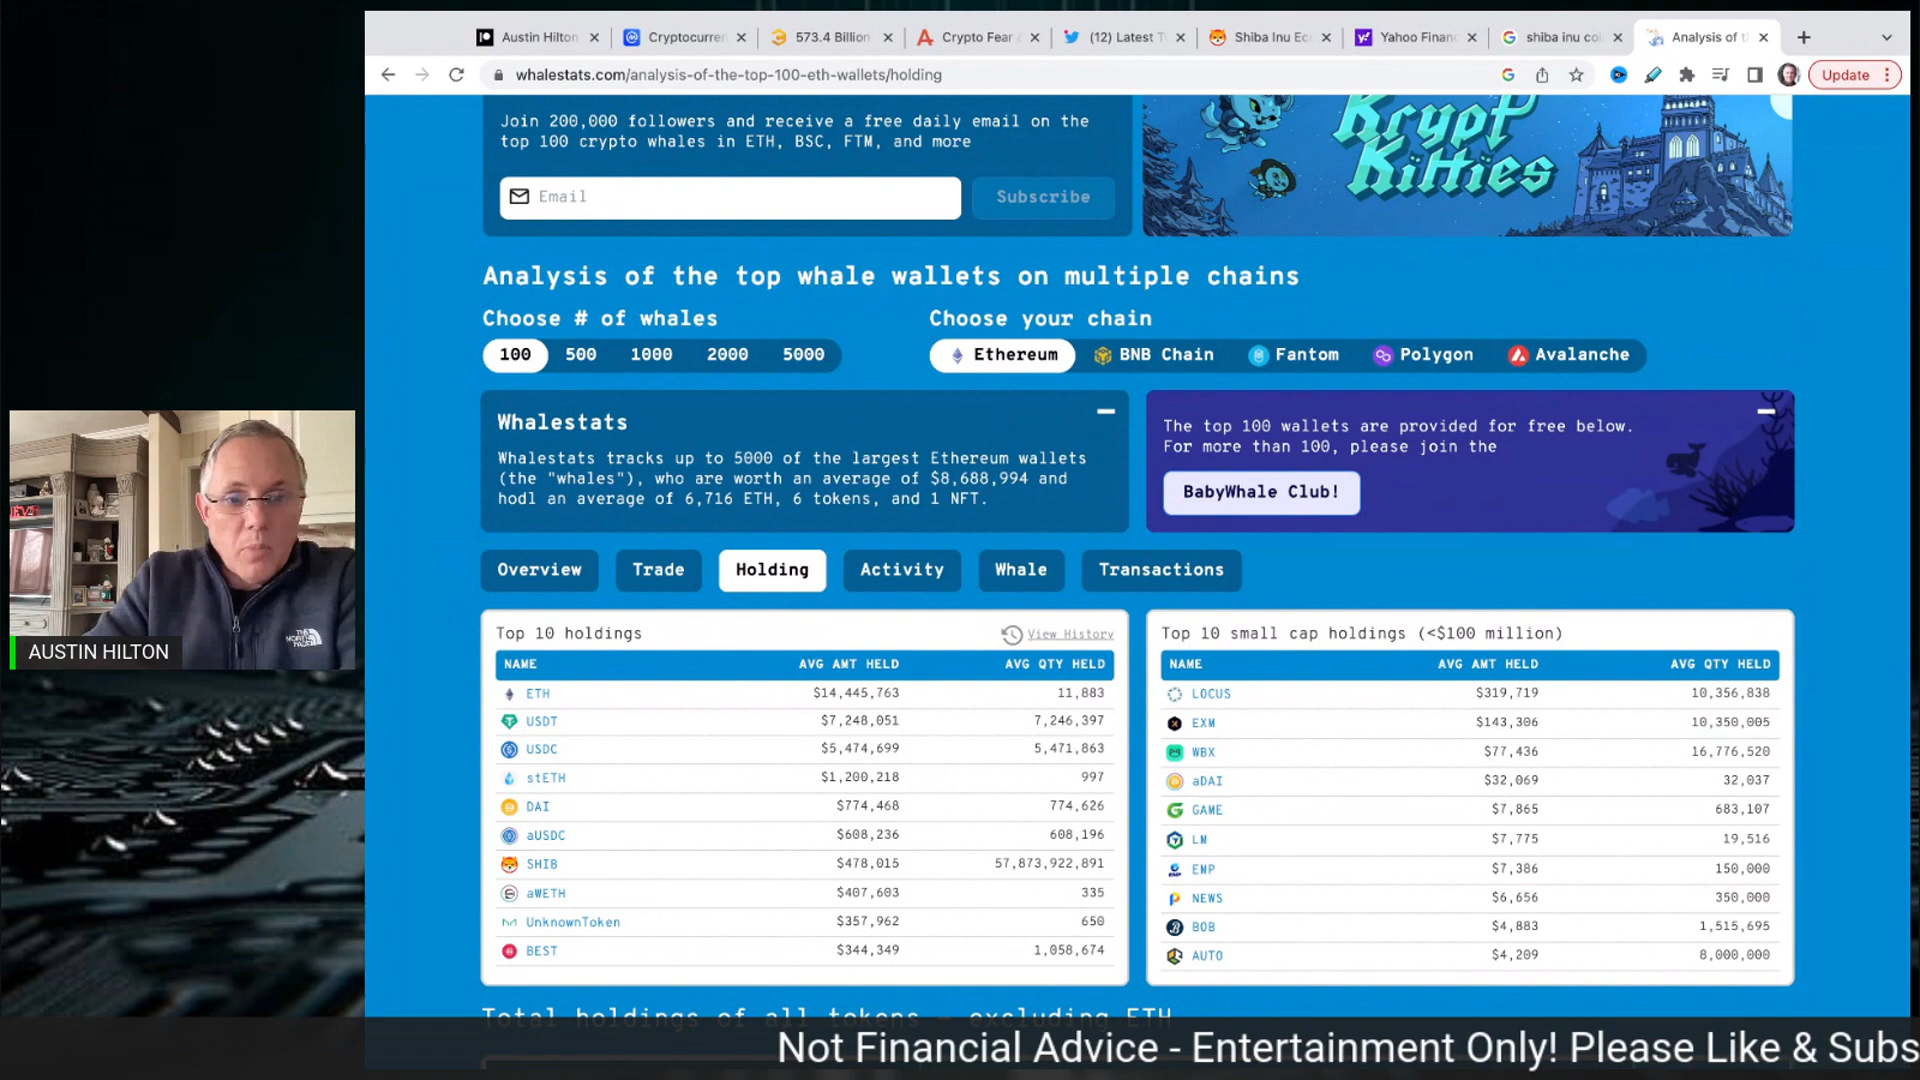 Austin Hilton
Cryptocurren
573.4 Billion
Crypto Fear
(12) Latest T
Shiba Inu Ec
Yahoo Financ
shiba inu coi
Analysis of t
whalestats.com/analysis-of-the-top-100-eth-wallets/holding
Update
Join 200,000 followers and receive a free daily email on the
top 100 crypto whales in ETH, BSC, FTM, and more
Email
Subscribe
Krypt
Kitties
Analysis of the top whale wallets on multiple chains
Choose # of whales
100 500 1000 2000 5000
Choose your chain
Ethereum BNB Chain Fantom Polygon Avalanche
Whalestats
Whalestats tracks up to 5000 of the largest Ethereum wallets
(the "whales"), who are worth an average of $8,688,994 and
hodl an average of 6,716 ETH, 6 tokens, and 1 NFT.
The top 100 wallets are provided for free below.
For more than 100, please join the
BabyWhale Club!
THE NORTH FACE
AUSTIN HILTON
Overview Trade Holding Activity Whale Transactions
Top 10 holdings View History
NAME AVG AMT HELD AVG QTY HELD
ETH $14,445,763 11,883
USDT $7,248,051 7,246,397
USDC $5,474,699 5,471,863
stETH $1,200,218 997
DAI $774,468 774,626
aUSDC $608,236 608,196
SHIB $478,015 57,873,922,891
aWETH $407,603 335
UnknownToken $357,962 650
BEST $344,349 1,058,674
Top 10 small cap holdings (<$100 million)
NAME AVG AMT HELD AVG QTY HELD
LOCUS $319,719 10,356,838
EXM $143,306 10,350,005
WBX $77,436 16,776,520
aDAI $32,069 32,037
GAME $7,865 683,107
LM $7,775 19,516
EMP $7,386 150,000
NEWS $6,656 350,000
BOB $4,883 1,515,695
AUTO $4,209 8,000,000
Total holdings of all tokens - excluding ETH
Not Financial Advice - Entertainment Only! Please Like & Subs